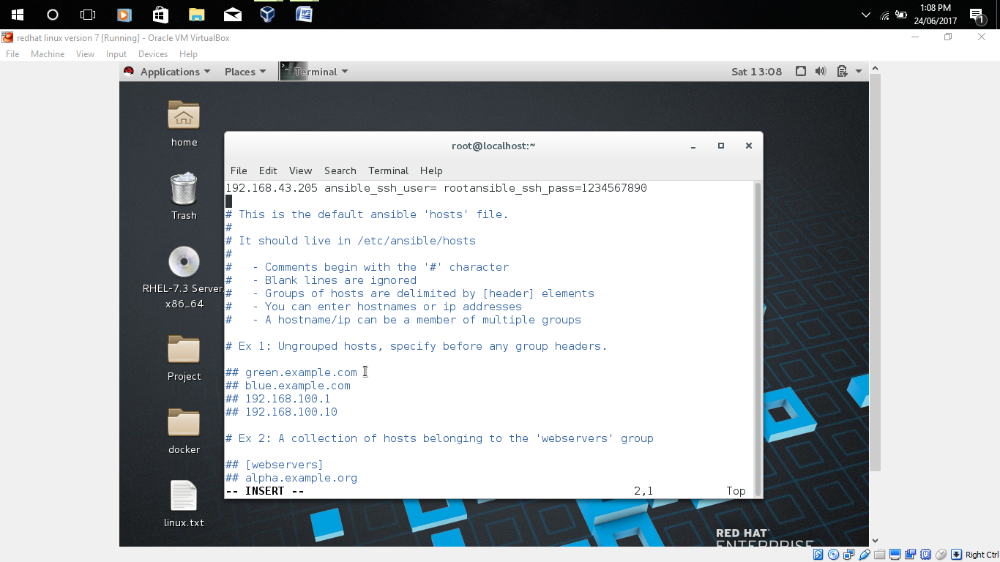 1:08 PM
24/06/2017
1
redhat linux version 7 [Running] - Oracle VM VirtualBox
File Machine View Input Devices Help
Applications Places Terminal Sat 13:08
home
Trash
RHEL-7.3 Server.
x86_64
Project
docker
linux.txt
root@localhost:~
File Edit View Search Terminal Help
192.168.43.205 ansible_ssh_user= rootansible_ssh_pass=1234567890
# This is the default ansible 'hosts' file.
#
# It should live in /etc/ansible/hosts
#
#   - Comments begin with the '#' character
#   - Blank lines are ignored
#   - Groups of hosts are delimited by [header] elements
#   - You can enter hostnames or ip addresses
#   - A hostname/ip can be a member of multiple groups
# Ex 1: Ungrouped hosts, specify before any group headers.
## green.example.com
## blue.example.com
## 192.168.100.1
## 192.168.100.10
# Ex 2: A collection of hosts belonging to the 'webservers' group
## [webservers]
## alpha.example.org
-- INSERT -- 2,1 Top
RED HAT
ENTERPRISE
Right Ctrl